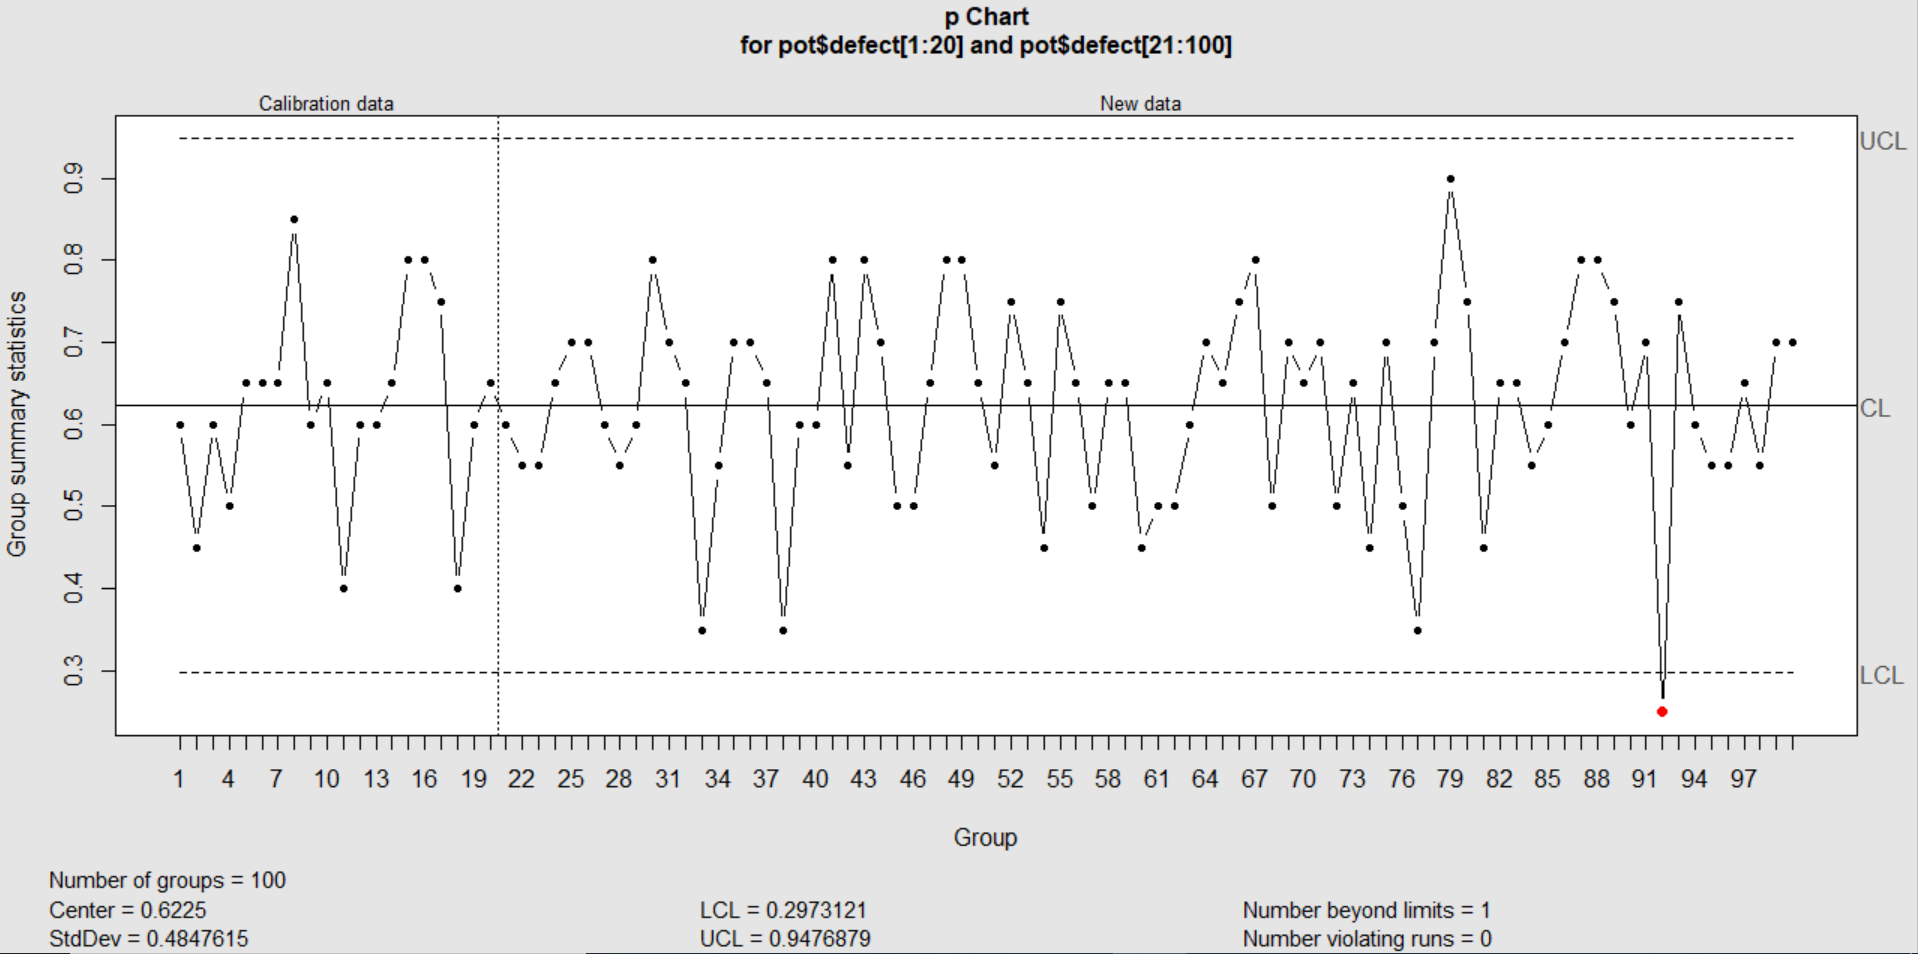 p Chart
for pot$defect[1:20] and pot$defect[21:100]
Calibration data
New data
Group summary statistics
0.9
0.8
0.7
0.6
0.5
0.4
0.3
UCL
CL
LCL
1 4 7 10 13 16 19 22 25 28 31 34 37 40 43 46 49 52 55 58 61 64 67 70 73 76 79 82 85 88 91 94 97
Group
Number of groups = 100
Center = 0.6225
StdDev = 0.4847615
LCL = 0.2973121
UCL = 0.9476879
Number beyond limits = 1
Number violating runs = 0